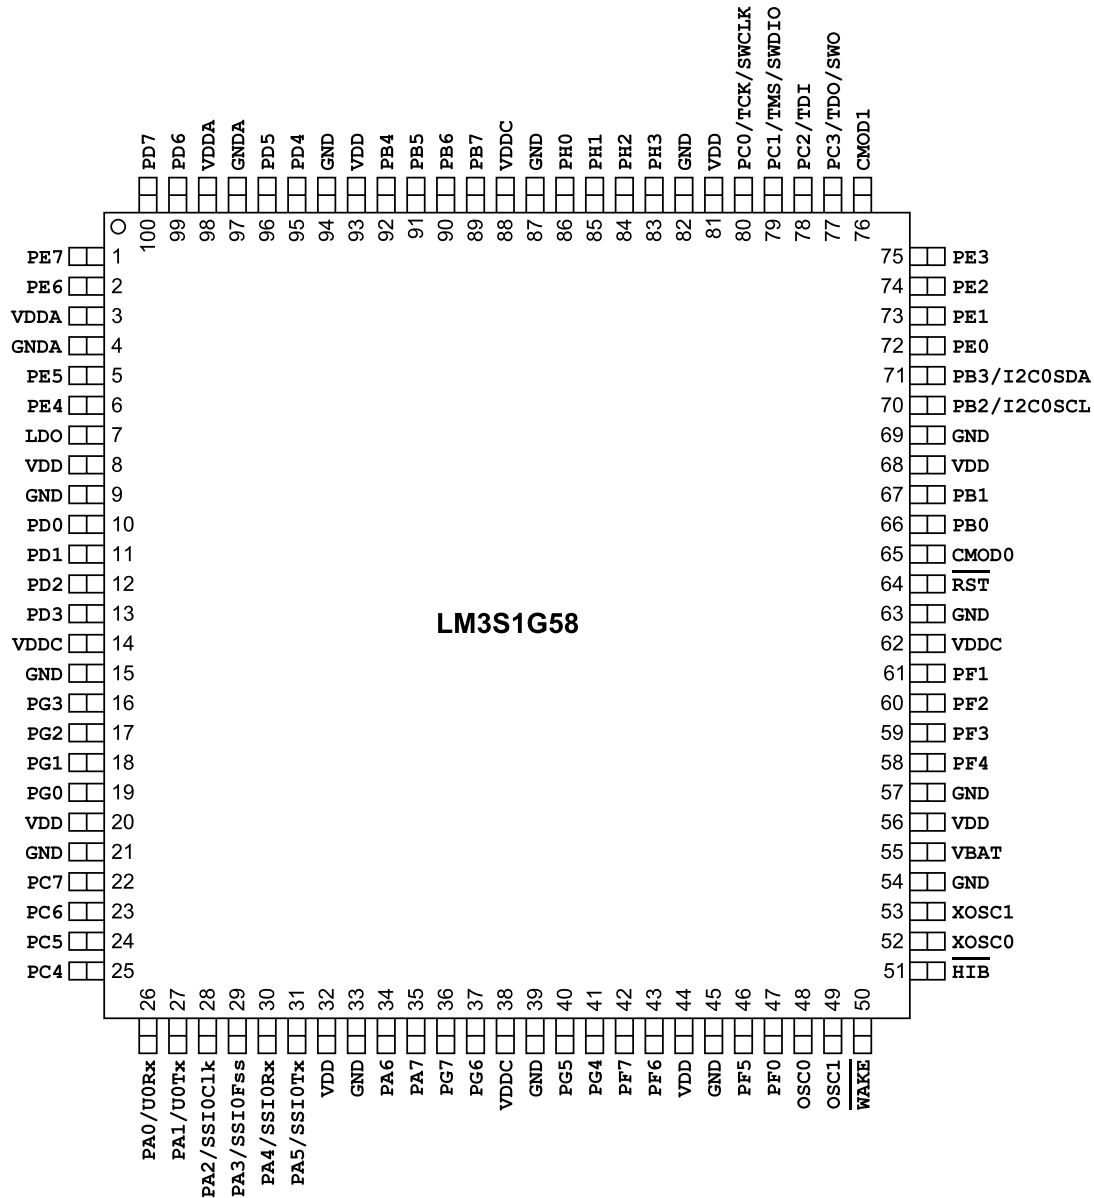 100 PD7
99 PD6
98 VDDA
97 GNDA
96 PD5
95 PD4
94 GND
93 VDD
92 PB4
91 PB5
90 PB6
89 PB7
88 VDDC
87 GND
86 PH0
85 PH1
84 PH2
83 PH3
82 GND
81 VDD
80 PC0/TCK/SWCLK
79 PC1/TMS/SWDIO
78 PC2/TDI
77 PC3/TDO/SWO
76 CMOD1
PE7 1
PE6 2
VDDA 3
GNDA 4
PE5 5
PE4 6
LDO 7
VDD 8
GND 9
PD0 10
PD1 11
PD2 12
PD3 13
VDDC 14
GND 15
PG3 16
PG2 17
PG1 18
PG0 19
VDD 20
GND 21
PC7 22
PC6 23
PC5 24
PC4 25
LM3S1G58
75 PE3
74 PE2
73 PE1
72 PE0
71 PB3/I2C0SDA
70 PB2/I2C0SCL
69 GND
68 VDD
67 PB1
66 PB0
65 CMOD0
64 RST
63 GND
62 VDDC
61 PF1
60 PF2
59 PF3
58 PF4
57 GND
56 VDD
55 VBAT
54 GND
53 XOSC1
52 XOSC0
51 HIB
PA0/U0Rx 26
PA1/U0Tx 27
PA2/SSI0Clk 28
PA3/SSI0Fss 29
PA4/SSI0Rx 30
PA5/SSI0Tx 31
VDD 32
GND 33
PA6 34
PA7 35
PG7 36
PG6 37
VDDC 38
GND 39
PG5 40
PG4 41
PF7 42
PF6 43
VDD 44
GND 45
PF5 46
PF0 47
OSC0 48
OSC1 49
WAKE 50